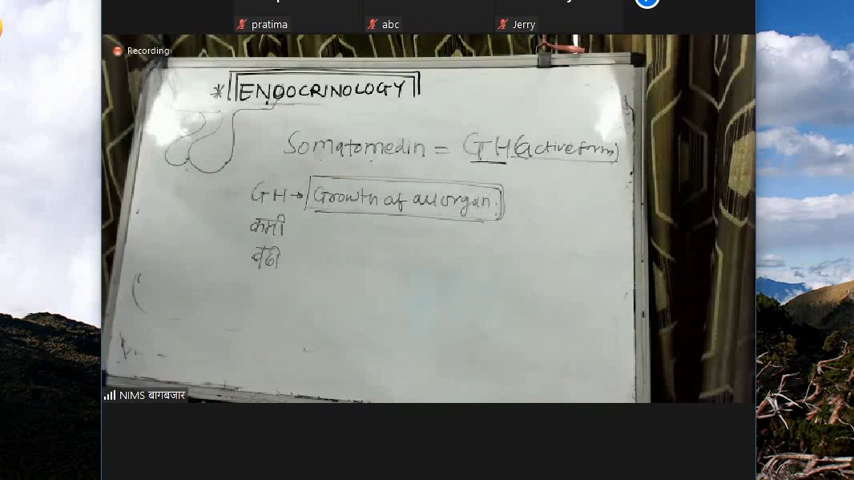 pratima
abc
Jerry
Recording
* ENDOCRINOLOGY
Somatomedin = GH (active form)
GH → Growth of all organ.
कमी
बढी
NIMS बागबजार